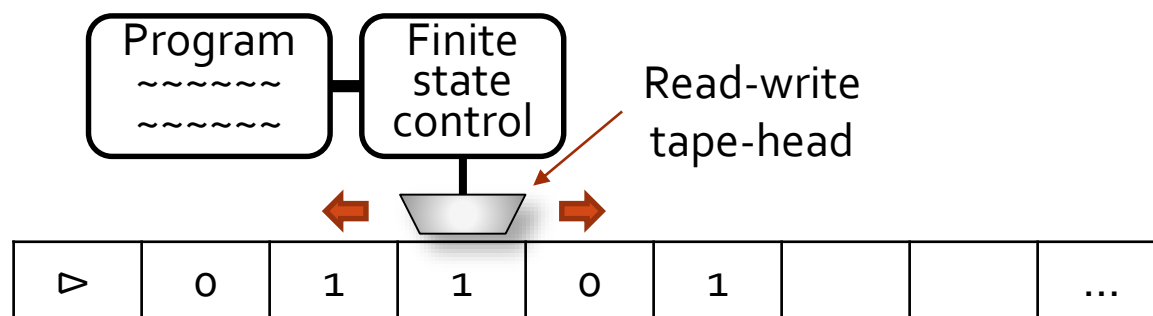 Program
~~~~~~
~~~~~~
Finite
state
control
Read-write
tape-head
⊳ 0 1 1 0 1 ...